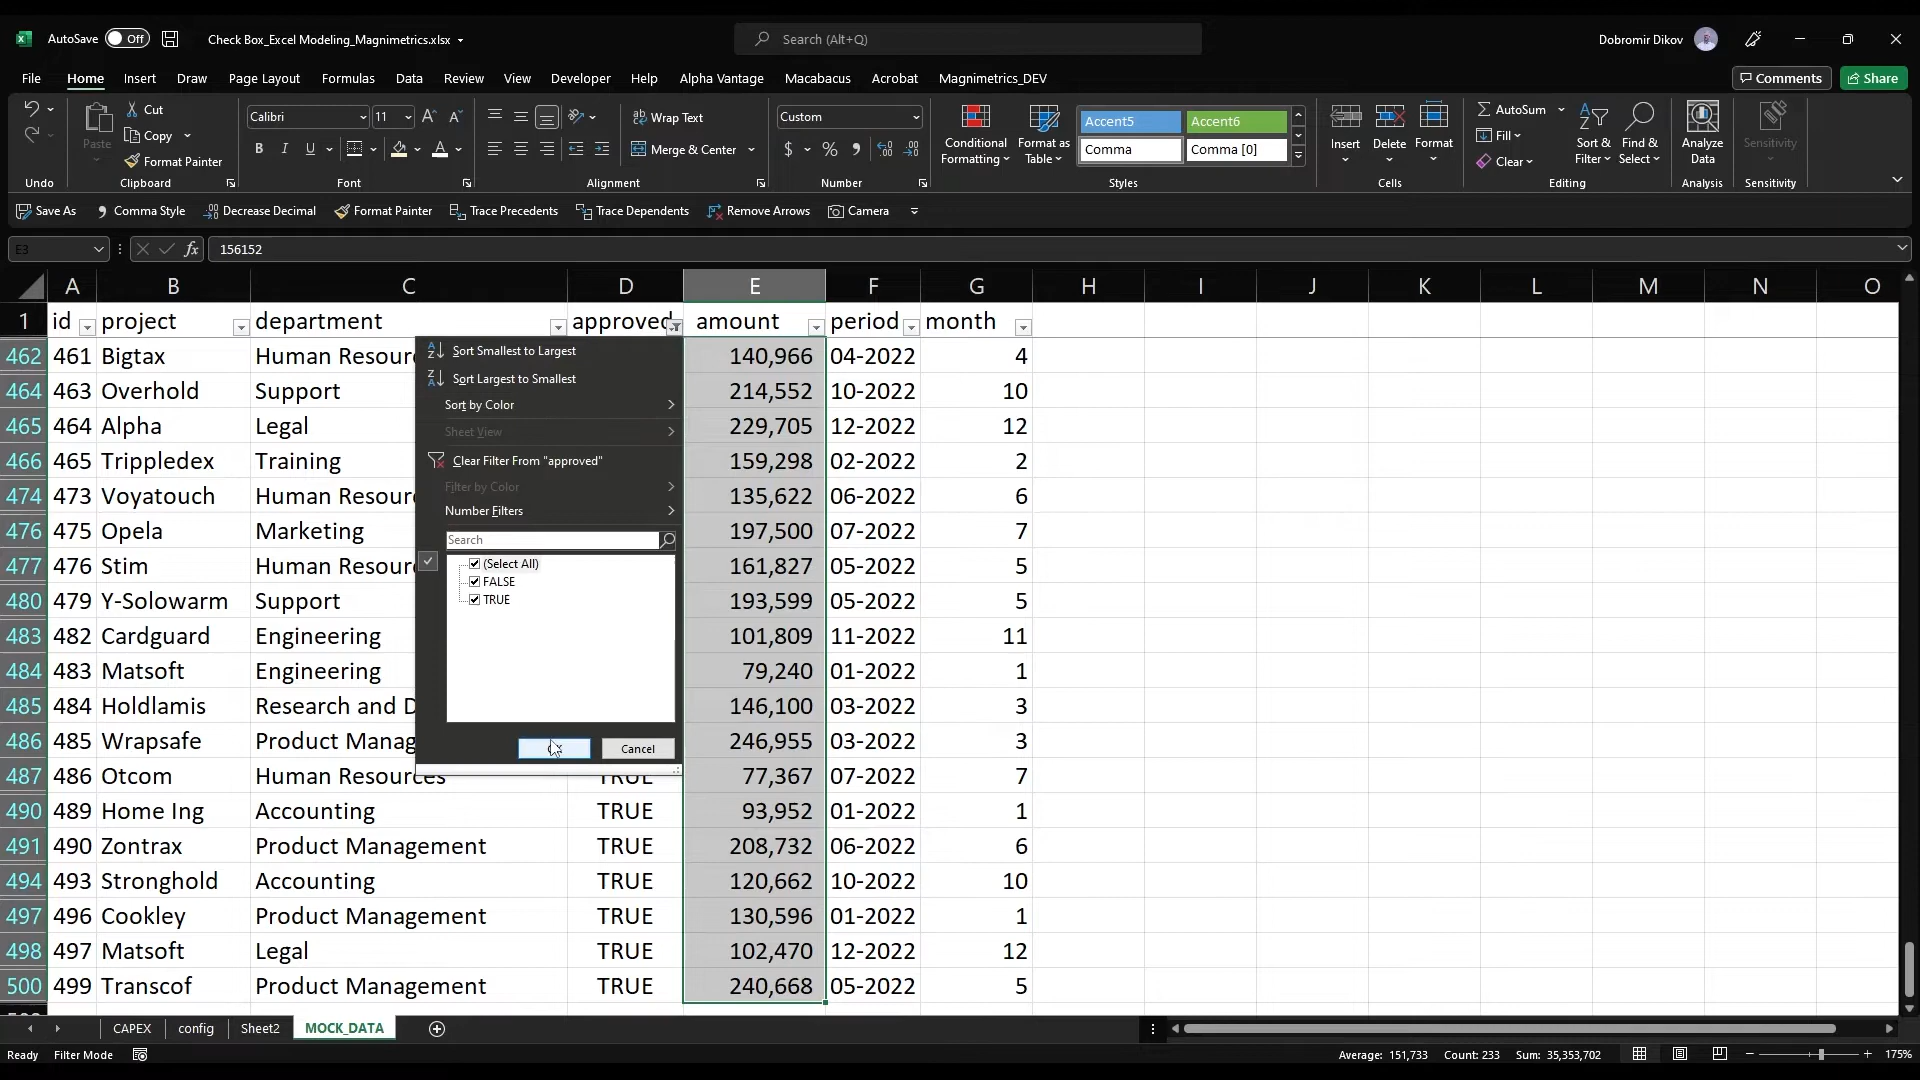 AutoSave Off Check Box_Excel Modeling_Magnimetrics.xlsx Search (Alt+Q) Dobromir Dikov
File Home Insert Draw Page Layout Formulas Data Review View Developer Help Alpha Vantage Macabacus Acrobat Magnimetrics_DEV Comments Share
Paste Cut Copy Format Painter
Calibri 11
B I U A
Wrap Text
Merge & Center
Custom
$ % 9
Conditional Formatting Format as Table
Accent5 Accent6
Comma Comma [0]
Insert Delete Format
AutoSum
Fill
Clear
Sort & Filter Find & Select
Analyze Data
Sensitivity
Undo Clipboard Font Alignment Number Styles Cells Editing Analysis Sensitivity
Save As Comma Style Decrease Decimal Format Painter Trace Precedents Trace Dependents Remove Arrows Camera
E3 fx 156152
A B C D E F G H I J K L M N O
1 id project department approved amount period month
462 461 Bigtax Human Resour 140,966 04-2022 4
464 463 Overhold Support 214,552 10-2022 10
465 464 Alpha Legal 229,705 12-2022 12
466 465 Trippledex Training 159,298 02-2022 2
474 473 Voyatouch Human Resour 135,622 06-2022 6
476 475 Opela Marketing 197,500 07-2022 7
477 476 Stim Human Resour 161,827 05-2022 5
480 479 Y-Solowarm Support 193,599 05-2022 5
483 482 Cardguard Engineering 101,809 11-2022 11
484 483 Matsoft Engineering 79,240 01-2022 1
485 484 Holdlamis Research and D 146,100 03-2022 3
486 485 Wrapsafe Product Manag 246,955 03-2022 3
487 486 Otcom Human Resources TRUE 77,367 07-2022 7
490 489 Home Ing Accounting TRUE 93,952 01-2022 1
491 490 Zontrax Product Management TRUE 208,732 06-2022 6
494 493 Stronghold Accounting TRUE 120,662 10-2022 10
497 496 Cookley Product Management TRUE 130,596 01-2022 1
498 497 Matsoft Legal TRUE 102,470 12-2022 12
500 499 Transcof Product Management TRUE 240,668 05-2022 5
Sort Smallest to Largest
Sort Largest to Smallest
Sort by Color
Sheet View
Clear Filter From "approved"
Filter by Color
Number Filters
Search
(Select All)
FALSE
TRUE
Cancel
CAPEX config Sheet2 MOCK_DATA
Ready Filter Mode Average: 151,733 Count: 233 Sum: 35,353,702 175%